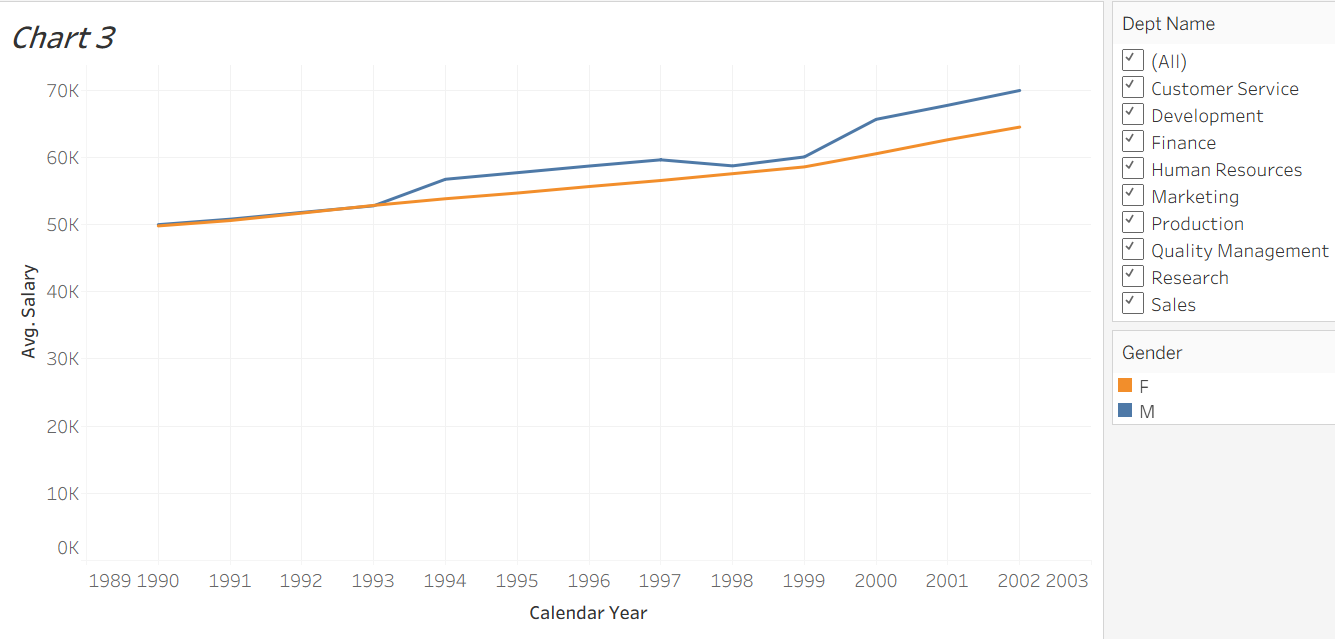 Chart 3
70K
60K
50K
40K
30K
20K
10K
0K
Avg. Salary
1989 1990 1991 1992 1993 1994 1995 1996 1997 1998 1999 2000 2001 2002 2003
Calendar Year
Dept Name
(All)
Customer Service
Development
Finance
Human Resources
Marketing
Production
Quality Management
Research
Sales
Gender
F
M